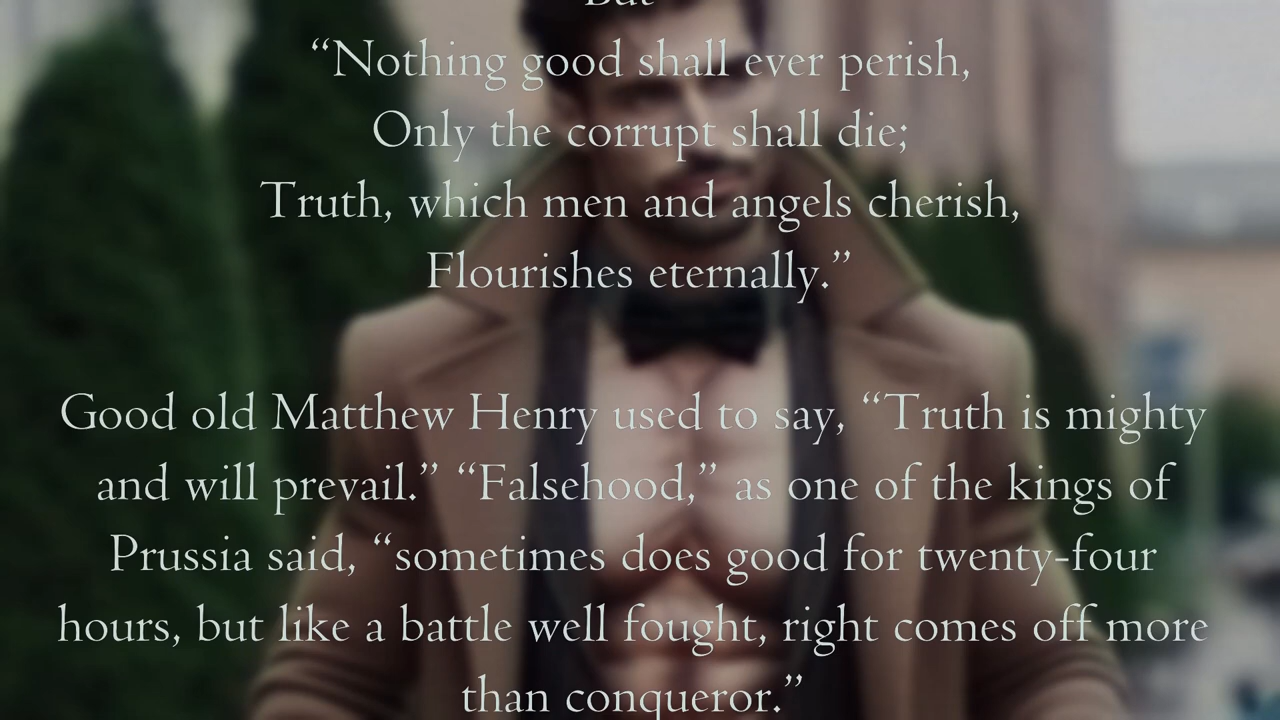 But
“Nothing good shall ever perish,
Only the corrupt shall die;
Truth, which men and angels cherish,
Flourishes eternally.”
Good old Matthew Henry used to say, “Truth is mighty
and will prevail.” “Falsehood,” as one of the kings of
Prussia said, “sometimes does good for twenty-four
hours, but like a battle well fought, right comes off more
than conqueror.”